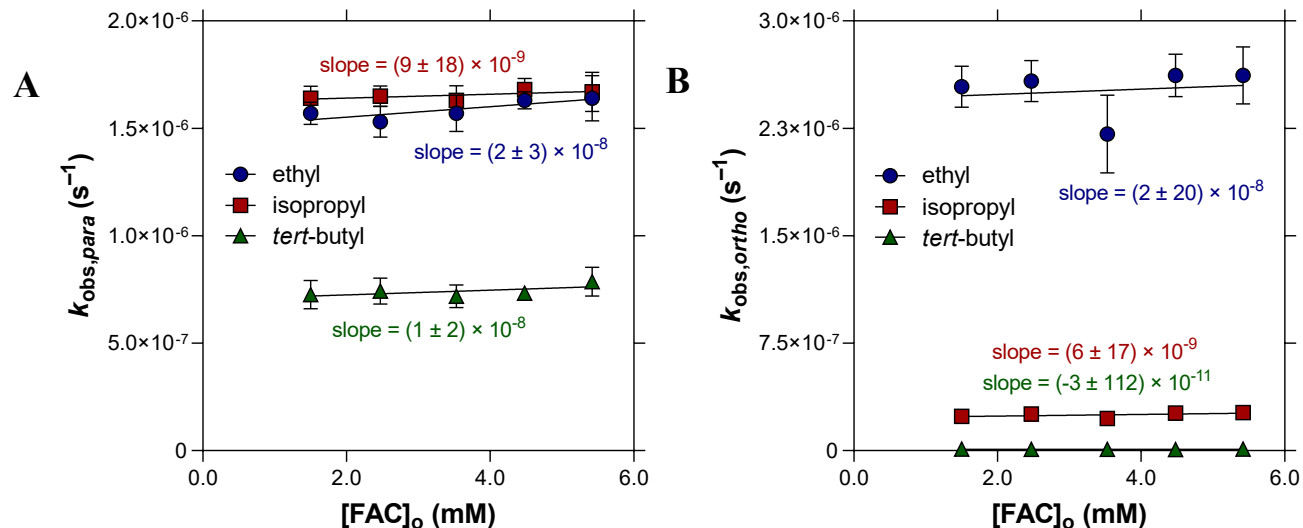 A
k_obs,para (s⁻¹)
2.0×10⁻⁶
1.5×10⁻⁶
1.0×10⁻⁶
5.0×10⁻⁷
0
slope = (9 ± 18) × 10⁻⁹
slope = (2 ± 3) × 10⁻⁸
ethyl
isopropyl
tert-butyl
slope = (1 ± 2) × 10⁻⁸
0.0 2.0 4.0 6.0
[FAC]₀ (mM)
B
k_obs,ortho (s⁻¹)
3.0×10⁻⁶
2.3×10⁻⁶
1.5×10⁻⁶
7.5×10⁻⁷
0
ethyl
isopropyl
tert-butyl
slope = (2 ± 20) × 10⁻⁸
slope = (6 ± 17) × 10⁻⁹
slope = (-3 ± 112) × 10⁻¹¹
0.0 2.0 4.0 6.0
[FAC]₀ (mM)